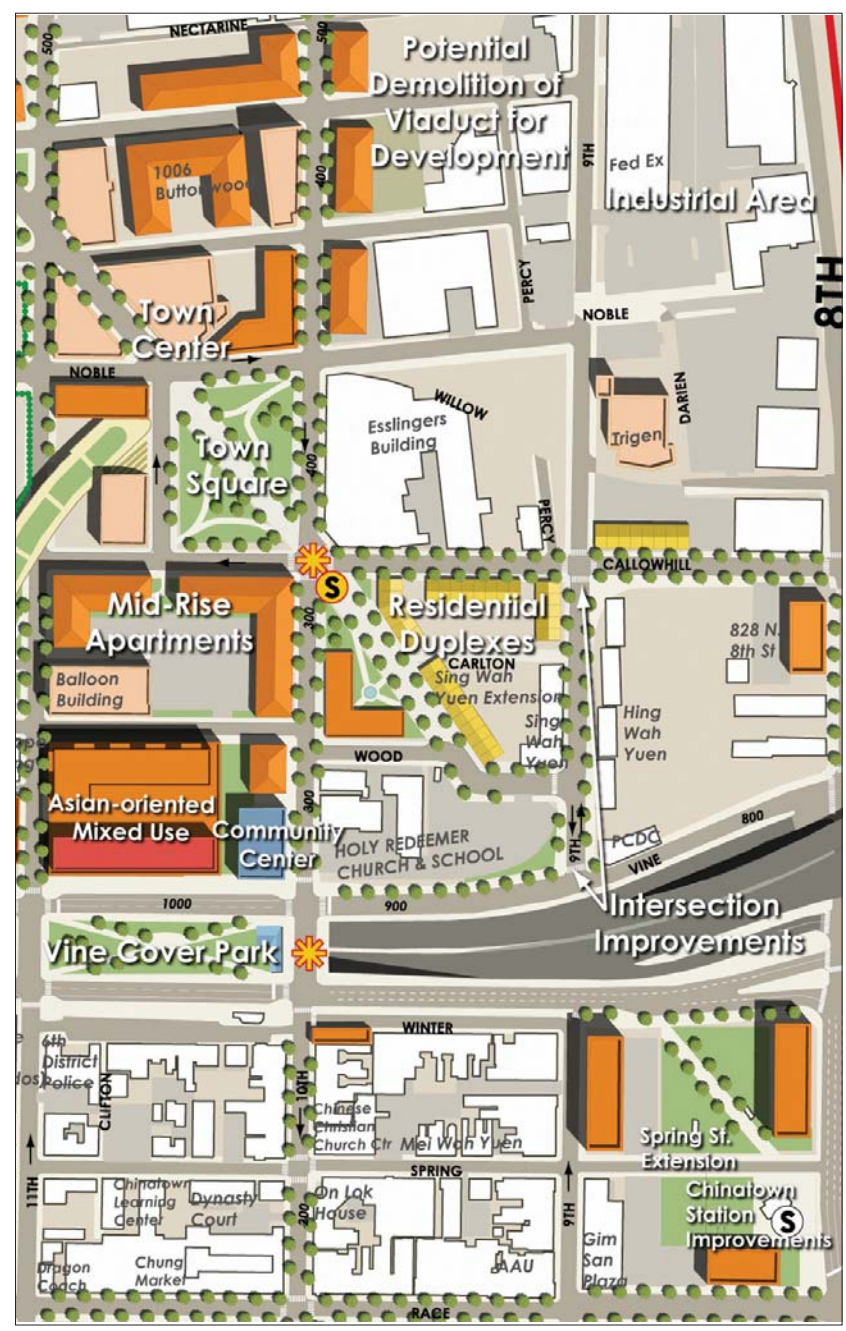 NECTARINE
500
500
Potential
Demolition of
Viaduct for
Development
9TH
Fed Ex
Industrial Area
1006
Buttonwood
400
PERCY
8TH
NOBLE
Town
Center
NOBLE
WILLOW
DARIEN
Esslingers
Building
Trigen
Town
Square
400
PERCY
CALLOWHILL
S
300
Mid-Rise
Apartments
Residential
Duplexes
828 N.
8th St
CARLTON
Balloon
Building
Sing Wah
Yuen Extension
Sing
Wah
Yuen
Hing
Wah
Yuen
WOOD
300
Asian-oriented
Mixed Use
Community
Center
HOLY REDEEMER
CHURCH & SCHOOL
9TH
PCDC
VINE
800
1000
900
Intersection
Improvements
Vine Cover Park
WINTER
6th
District
Police
CLIFTON
10TH
Chinese
Christian
Church Ctr
Mei Wah Yuen
Spring St.
Extension
SPRING
11TH
Chinatown
Learning
Center
Dynasty
Court
200
On Lok
House
9TH
Chinatown
Station
Improvements
S
Gim
San
Plaza
Dragon
Coach
Chung
Market
AAU
RACE